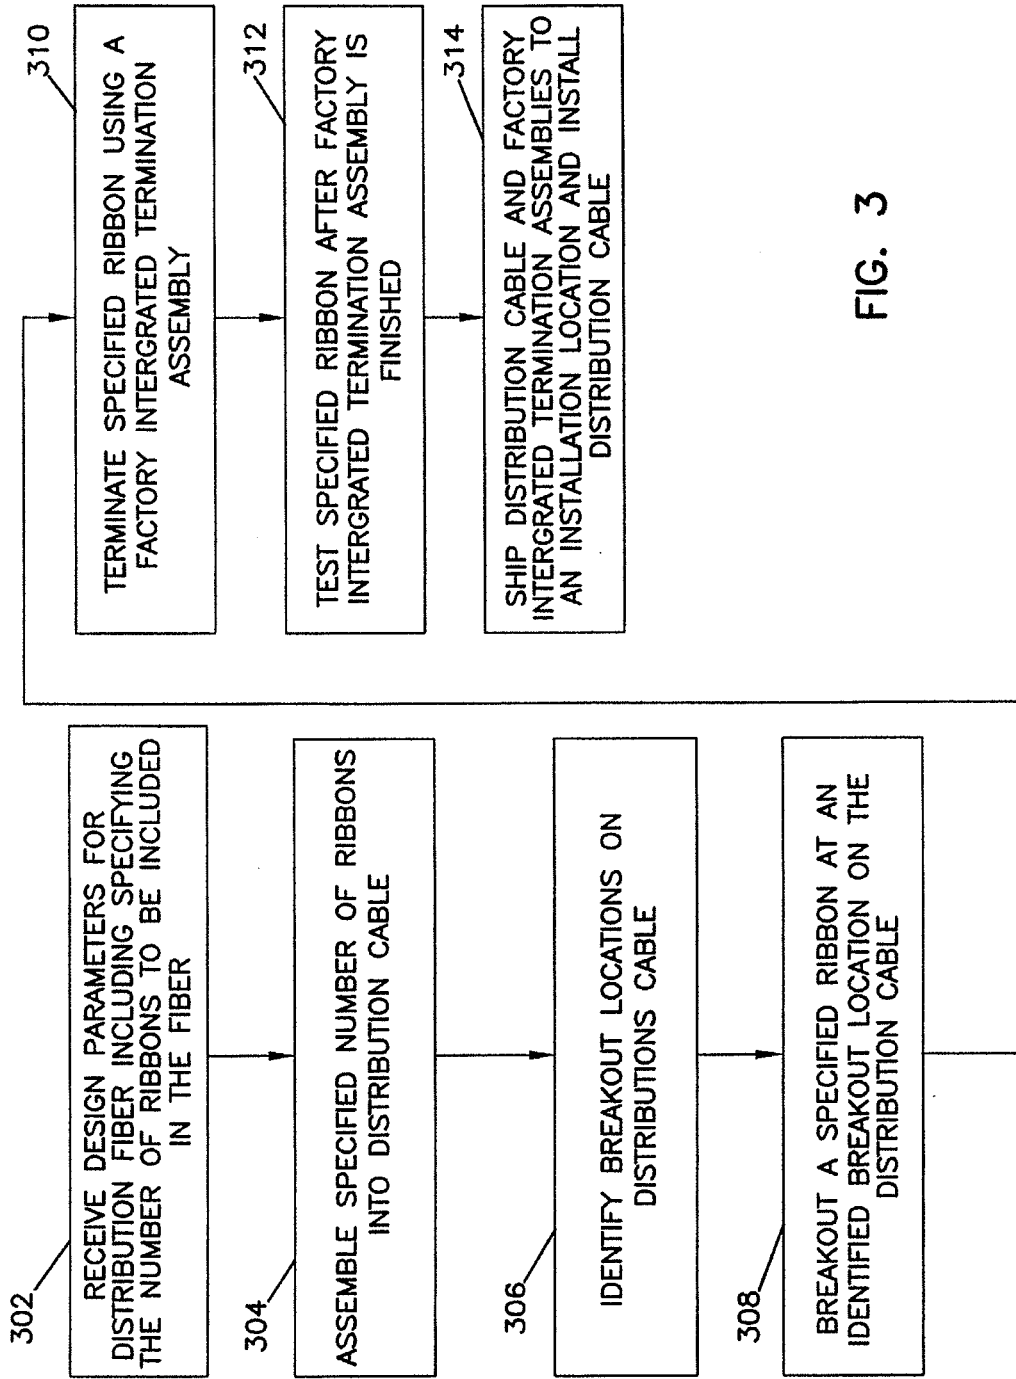 302
RECEIVE DESIGN PARAMETERS FOR
DISTRIBUTION FIBER INCLUDING SPECIFYING
THE NUMBER OF RIBBONS TO BE INCLUDED
IN THE FIBER
304
ASSEMBLE SPECIFIED NUMBER OF RIBBONS
INTO DISTRIBUTION CABLE
306
IDENTIFY BREAKOUT LOCATIONS ON
DISTRIBUTIONS CABLE
308
BREAKOUT A SPECIFIED RIBBON AT AN
IDENTIFIED BREAKOUT LOCATION ON THE
DISTRIBUTION CABLE
310
TERMINATE SPECIFIED RIBBON USING A
FACTORY INTERGRATED TERMINATION
ASSEMBLY
312
TEST SPECIFIED RIBBON AFTER FACTORY
INTERGRATED TERMINATION ASSEMBLY IS
FINISHED
314
SHIP DISTRIBUTION CABLE AND FACTORY
INTERGRATED TERMINATION ASSEMBLIES TO
AN INSTALLATION LOCATION AND INSTALL
DISTRIBUTION CABLE
FIG. 3